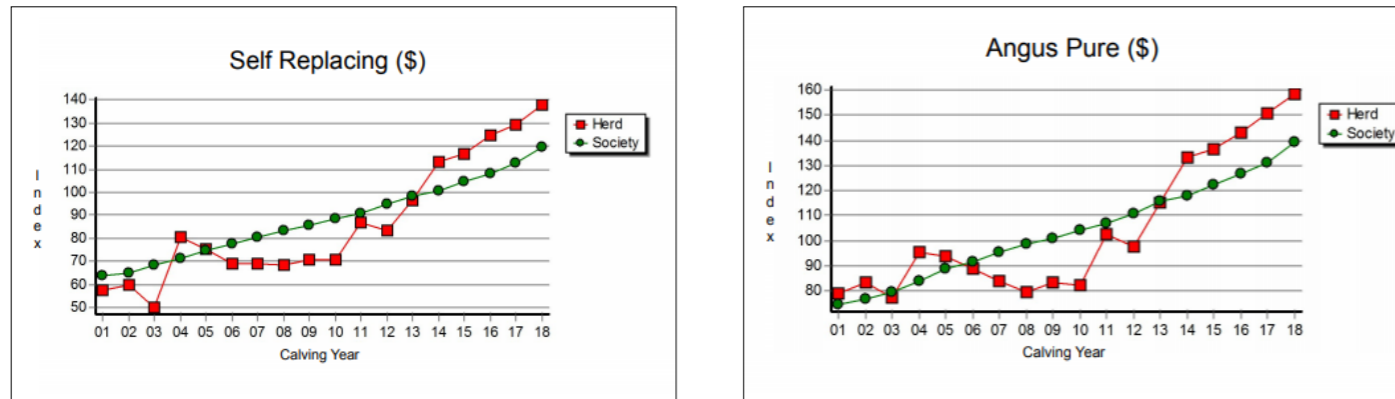 Self Replacing ($)
140
130
120
110
100
90
80
70
60
50
Index
01 02 03 04 05 06 07 08 09 10 11 12 13 14 15 16 17 18
Calving Year
Herd
Society
Angus Pure ($)
160
150
140
130
120
110
100
90
80
Index
01 02 03 04 05 06 07 08 09 10 11 12 13 14 15 16 17 18
Calving Year
Herd
Society